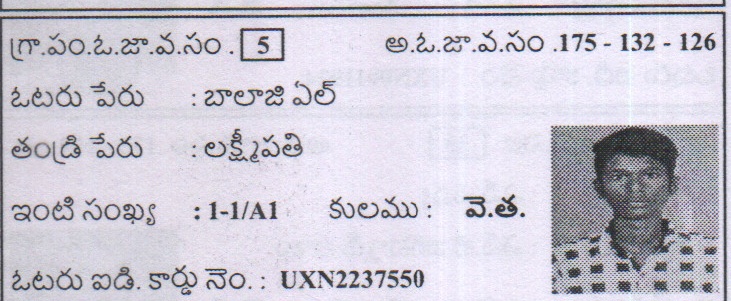 గ్రా.పం.ఓ.జా.వ.సం. 5 అ.ఓ.జా.వ.సం .175 - 132 - 126
ఓటరు పేరు : బాలాజి ఏల్
తండ్రి పేరు : లక్ష్మీపతి
ఇంటి సంఖ్య : 1-1/A1 కులము : వె.త.
ఓటరు ఐడి. కార్డు నెం. : UXN2237550